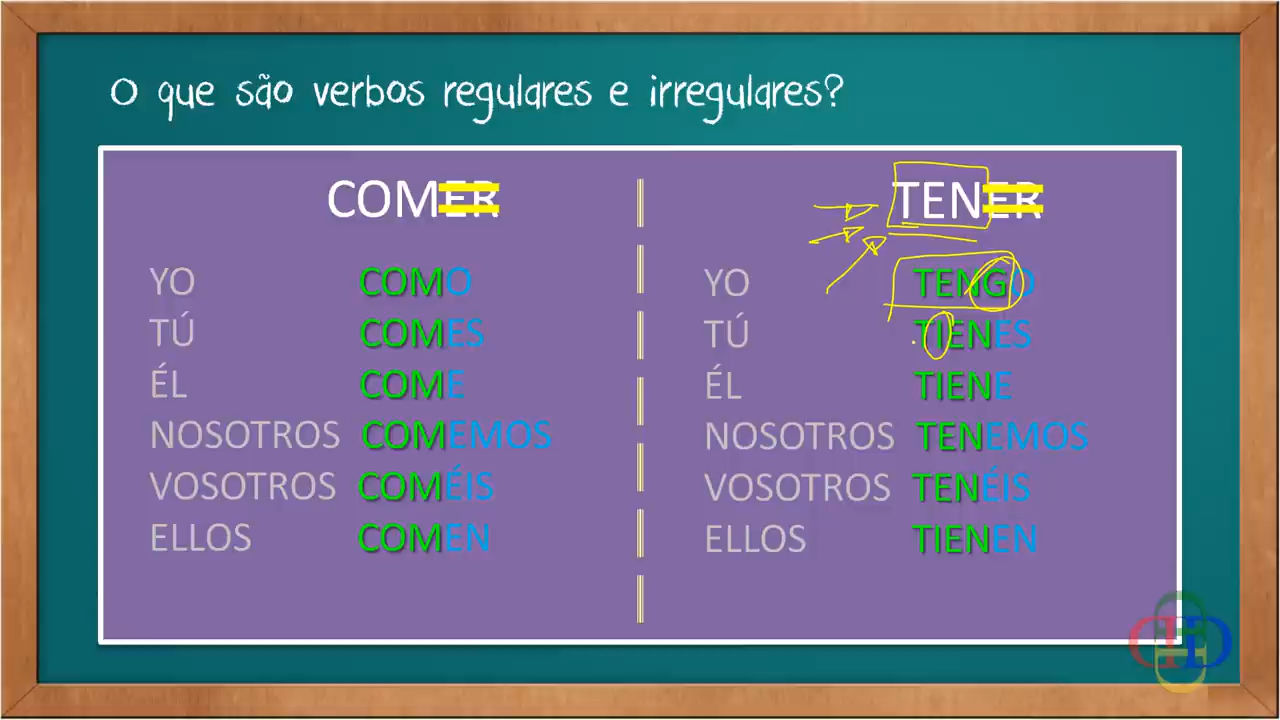 O que são verbos regulares e irregulares?
COMER
YO COMO
TÚ COMES
ÉL COME
NOSOTROS COMEMOS
VOSOTROS COMÉIS
ELLOS COMEN
TENER
YO TENGO
TÚ TIENES
ÉL TIENE
NOSOTROS TENEMOS
VOSOTROS TENÉIS
ELLOS TIENEN